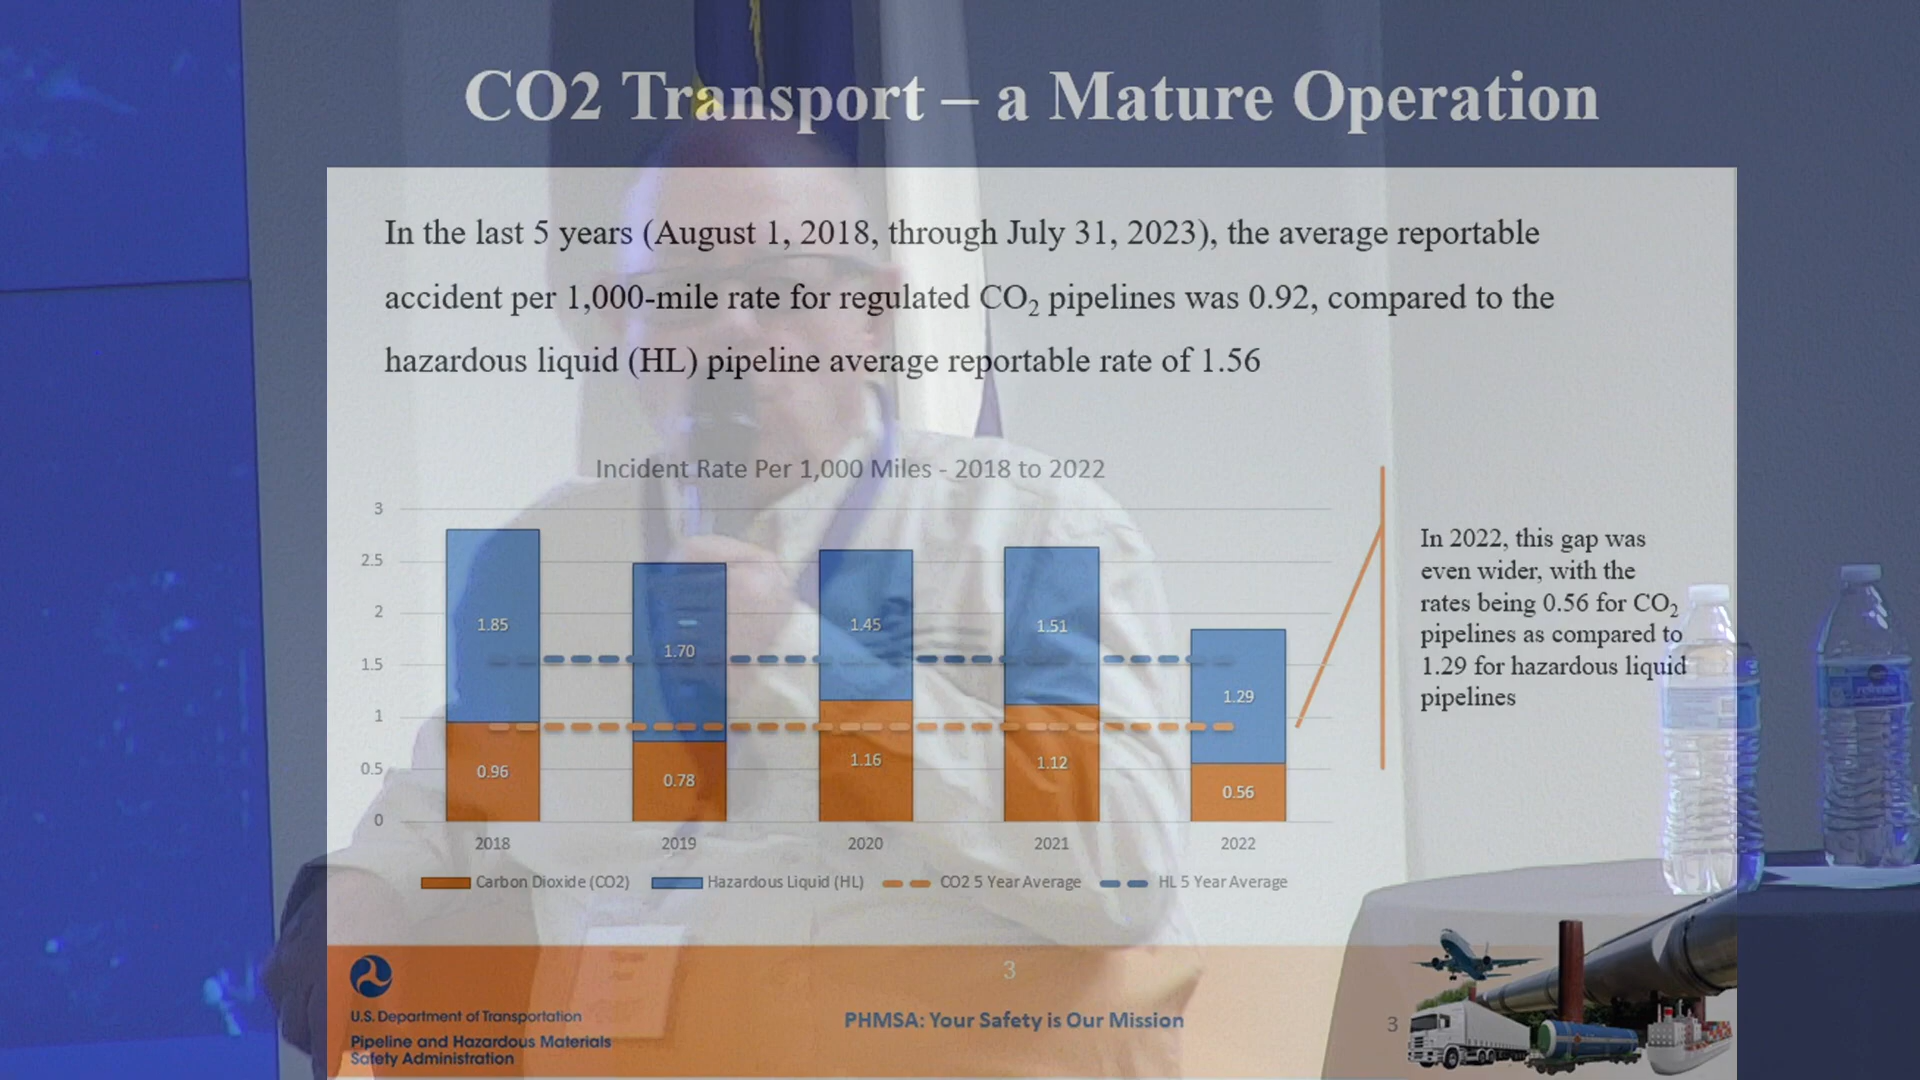 CO2 Transport – a Mature Operation
In the last 5 years (August 1, 2018, through July 31, 2023), the average reportable
accident per 1,000-mile rate for regulated CO₂ pipelines was 0.92, compared to the
hazardous liquid (HL) pipeline average reportable rate of 1.56
Incident Rate Per 1,000 Miles - 2018 to 2022
3
2.5
2
1.5
1
0.5
0
1.85
1.70
1.45
1.51
1.29
0.96
0.78
1.16
1.12
0.56
2018
2019
2020
2021
2022
Carbon Dioxide (CO2)
Hazardous Liquid (HL)
CO2 5 Year Average
HL 5 Year Average
In 2022, this gap was
even wider, with the
rates being 0.56 for CO₂
pipelines as compared to
1.29 for hazardous liquid
pipelines
3
U.S. Department of Transportation
Pipeline and Hazardous Materials
Safety Administration
PHMSA: Your Safety is Our Mission
3